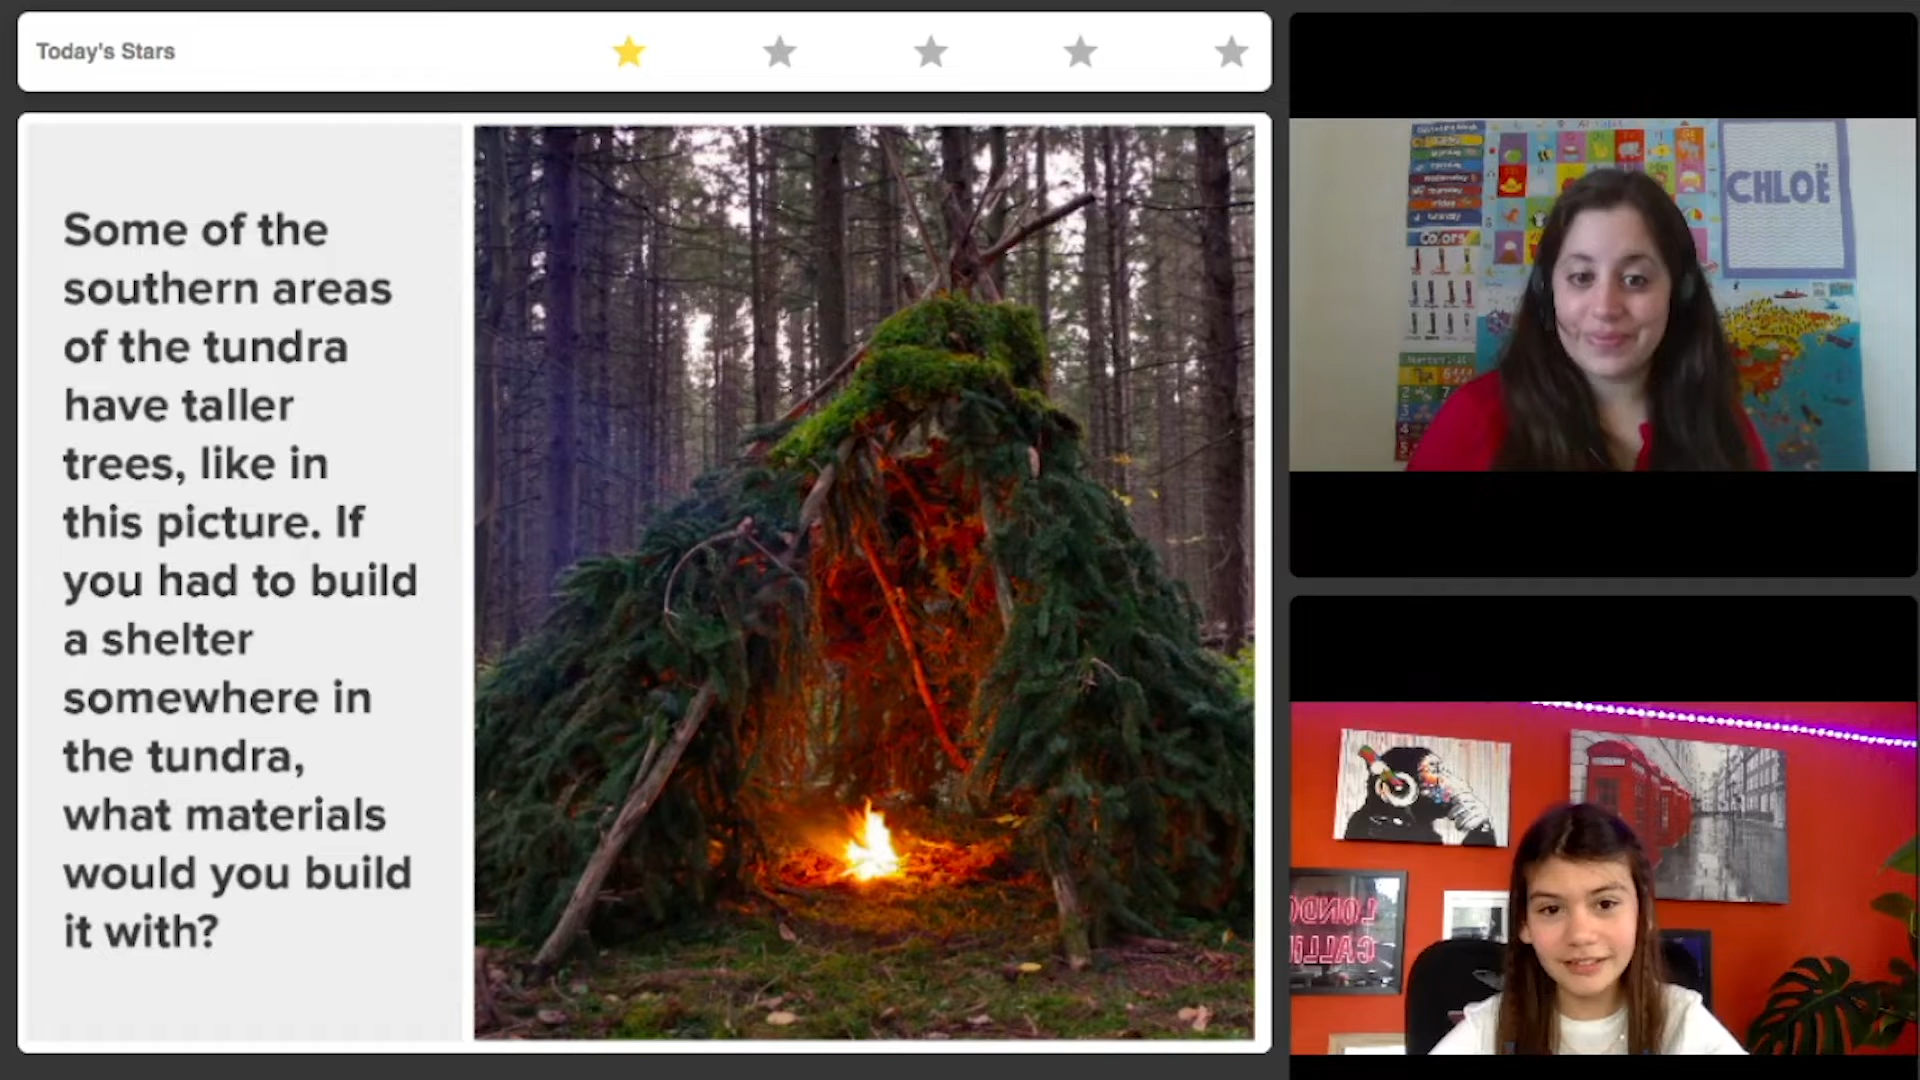 Today's Stars
Some of the
southern areas
of the tundra
have taller
trees, like in
this picture. If
you had to build
a shelter
somewhere in
the tundra,
what materials
would you build
it with?
Colors
CHLOË